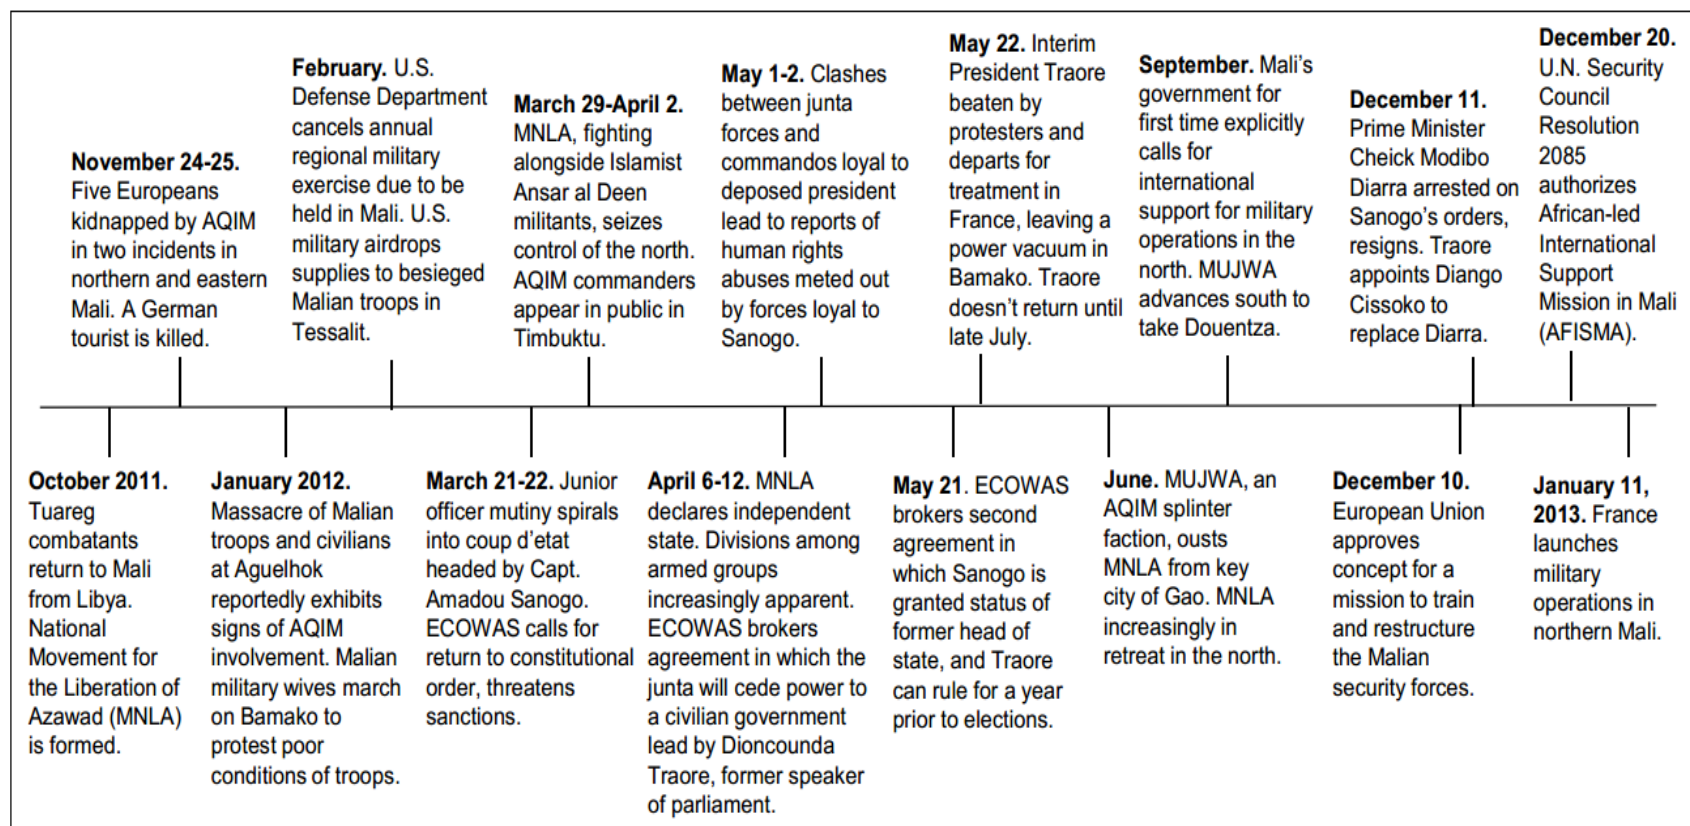 November 24-25.
Five Europeans
kidnapped by AQIM
in two incidents in
northern and eastern
Mali. A German
tourist is killed.
February. U.S.
Defense Department
cancels annual
regional military
exercise due to be
held in Mali. U.S.
military airdrops
supplies to besieged
Malian troops in
Tessalit.
March 29-April 2.
MNLA, fighting
alongside Islamist
Ansar al Deen
militants, seizes
control of the north.
AQIM commanders
appear in public in
Timbuktu.
May 1-2. Clashes
between junta
forces and
commandos loyal to
deposed president
lead to reports of
human rights
abuses meted out
by forces loyal to
Sanogo.
May 22. Interim
President Traore
beaten by
protesters and
departs for
treatment in
France, leaving a
power vacuum in
Bamako. Traore
doesn't return until
late July.
September. Mali's
government for
first time explicitly
calls for
international
support for military
operations in the
north. MUJWA
advances south to
take Douentza.
December 11.
Prime Minister
Cheick Modibo
Diarra arrested on
Sanogo's orders,
resigns. Traore
appoints Diango
Cissoko to
replace Diarra.
December 20.
U.N. Security
Council
Resolution
2085
authorizes
African-led
International
Support
Mission in Mali
(AFISMA).
October 2011.
Tuareg
combatants
return to Mali
from Libya.
National
Movement for
the Liberation of
Azawad (MNLA)
is formed.
January 2012.
Massacre of Malian
troops and civilians
at Aguelhok
reportedly exhibits
signs of AQIM
involvement. Malian
military wives march
on Bamako to
protest poor
conditions of troops.
March 21-22. Junior
officer mutiny spirals
into coup d'etat
headed by Capt.
Amadou Sanogo.
ECOWAS calls for
return to constitutional
order, threatens
sanctions.
April 6-12. MNLA
declares independent
state. Divisions among
armed groups
increasingly apparent.
ECOWAS brokers
agreement in which the
junta will cede power to
a civilian government
lead by Dioncounda
Traore, former speaker
of parliament.
May 21. ECOWAS
brokers second
agreement in
which Sanogo is
granted status of
former head of
state, and Traore
can rule for a year
prior to elections.
June. MUJWA, an
AQIM splinter
faction, ousts
MNLA from key
city of Gao. MNLA
increasingly in
retreat in the north.
December 10.
European Union
approves
concept for a
mission to train
and restructure
the Malian
security forces.
January 11,
2013. France
launches
military
operations in
northern Mali.